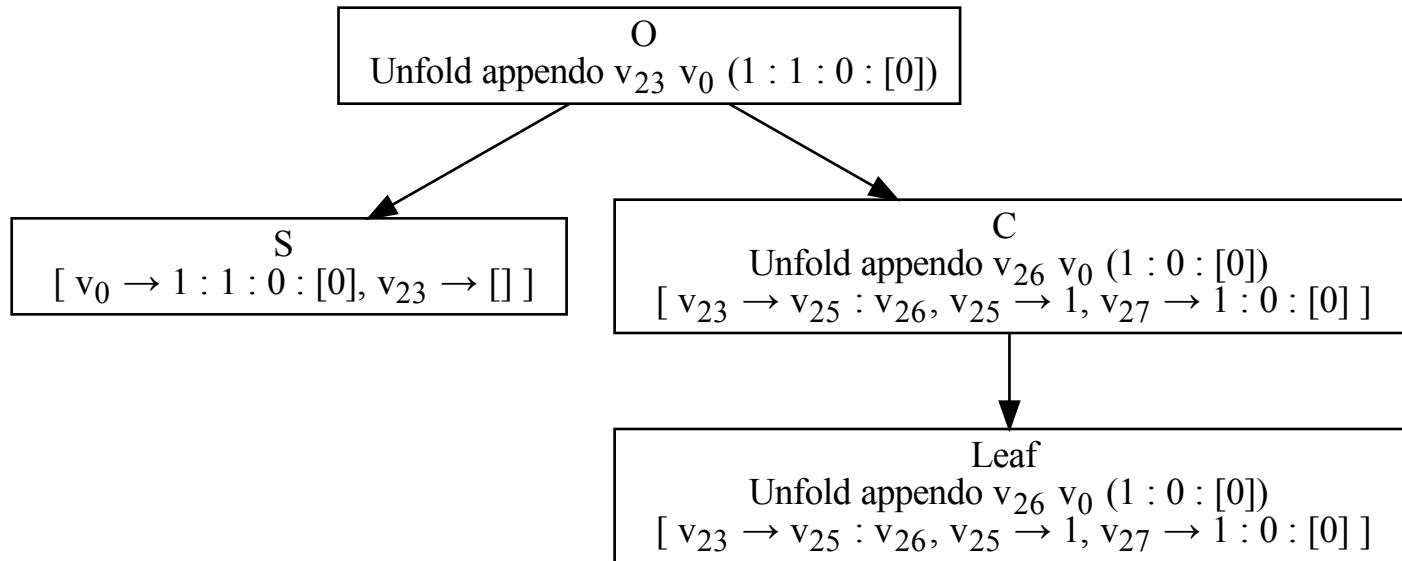 O
Unfold appendo v₂₃ v₀ (1 : 1 : 0 : [0])
S
[ v₀ → 1 : 1 : 0 : [0], v₂₃ → [] ]
C
Unfold appendo v₂₆ v₀ (1 : 0 : [0])
[ v₂₃ → v₂₅ : v₂₆, v₂₅ → 1, v₂₇ → 1 : 0 : [0] ]
Leaf
Unfold appendo v₂₆ v₀ (1 : 0 : [0])
[ v₂₃ → v₂₅ : v₂₆, v₂₅ → 1, v₂₇ → 1 : 0 : [0] ]